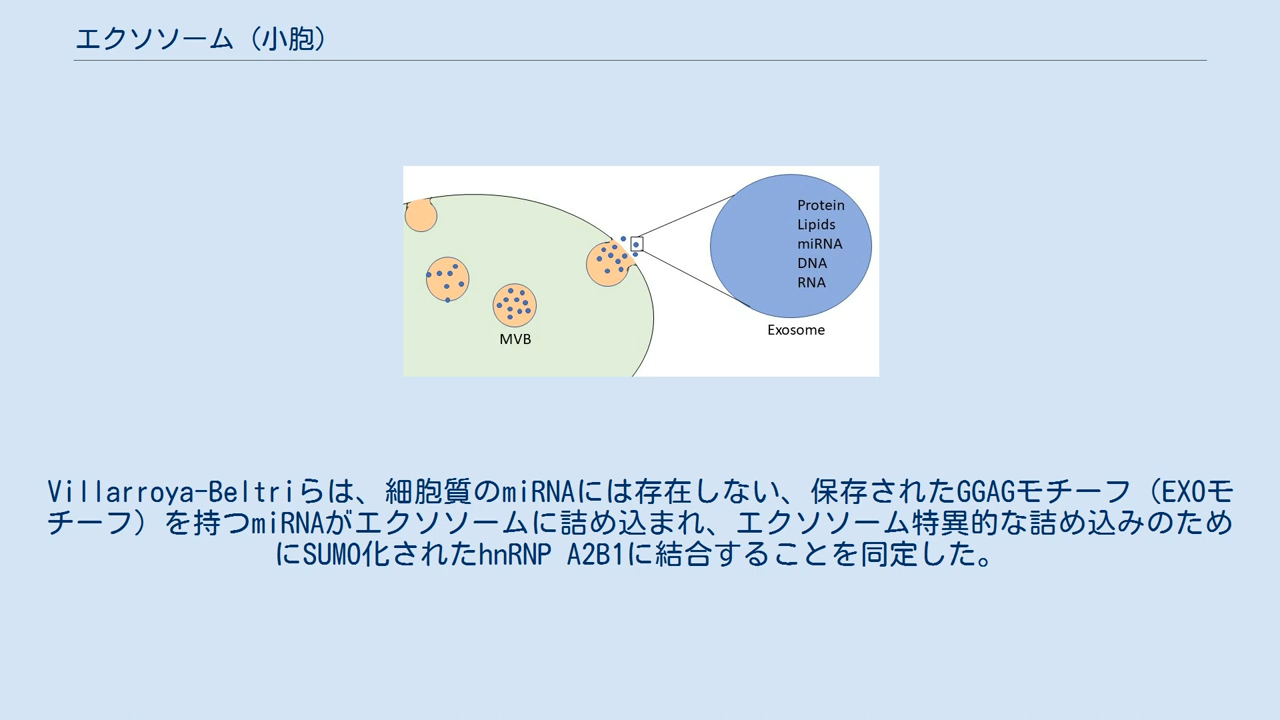 エクソソーム（小胞）
Protein
Lipids
miRNA
DNA
RNA
MVB
Exosome
Villarroya-Beltriらは、細胞質のmiRNAには存在しない、保存されたGGAGモチーフ（EXOモ
チーフ）を持つmiRNAがエクソソームに詰め込まれ、エクソソーム特異的な詰め込みのため
にSUMO化されたhnRNP A2B1に結合することを同定した。